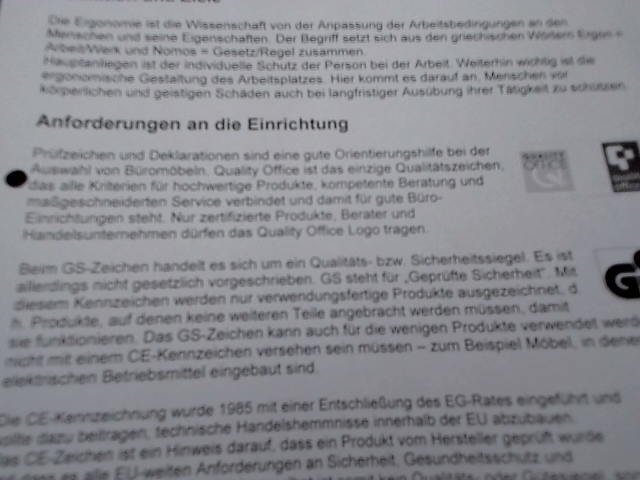 Die Ergonomie ist die Wissenschaft von der Anpassung der Arbeitsbedingungen an den
Menschen und seine Eigenschaften. Der Begriff setzt sich aus den griechischen Wörtern Ergon =
Arbeit/Werk und Nomos = Gesetz/Regel zusammen.
Hauptanliegen ist der individuelle Schutz der Person bei der Arbeit. Weiterhin wichtig ist die
ergonomische Gestaltung des Arbeitsplatzes. Hier kommt es darauf an, Menschen vor
körperlichen und geistigen Schäden auch bei langfristiger Ausübung ihrer Tätigkeit zu schützen.
Anforderungen an die Einrichtung
Prüfzeichen und Deklarationen sind eine gute Orientierungshilfe bei der
Auswahl von Büromöbeln. Quality Office ist das einzige Qualitätszeichen,
das alle Kriterien für hochwertige Produkte, kompetente Beratung und
maßgeschneiderten Service verbindet und damit für gute Büro-
Einrichtungen steht. Nur zertifizierte Produkte, Berater und
Handelsunternehmen dürfen das Quality Office Logo tragen.
QUALITY
OFFICE
Beim GS-Zeichen handelt es sich um ein Qualitäts- bzw. Sicherheitssiegel. Es ist
allerdings nicht gesetzlich vorgeschrieben. GS steht für „Geprüfte Sicherheit". Mit
diesem Kennzeichen werden nur verwendungsfertige Produkte ausgezeichnet, d.
h. Produkte, auf denen keine weiteren Teile angebracht werden müssen, damit
sie funktionieren. Das GS-Zeichen kann auch für die wenigen Produkte verwendet werde
nicht mit einem CE-Kennzeichen versehen sein müssen – zum Beispiel Möbel, in denen
elektrischen Betriebsmittel eingebaut sind.
Die CE-Kennzeichnung wurde 1985 mit einer Entschließung des EG-Rates eingeführt und
sollte dazu beitragen, technische Handelshemmnisse innerhalb der EU abzubauen.
Das CE-Zeichen ist ein Hinweis darauf, dass ein Produkt vom Hersteller geprüft wurde
dass es alle EU-weiten Anforderungen an Sicherheit, Gesundheitsschutz und